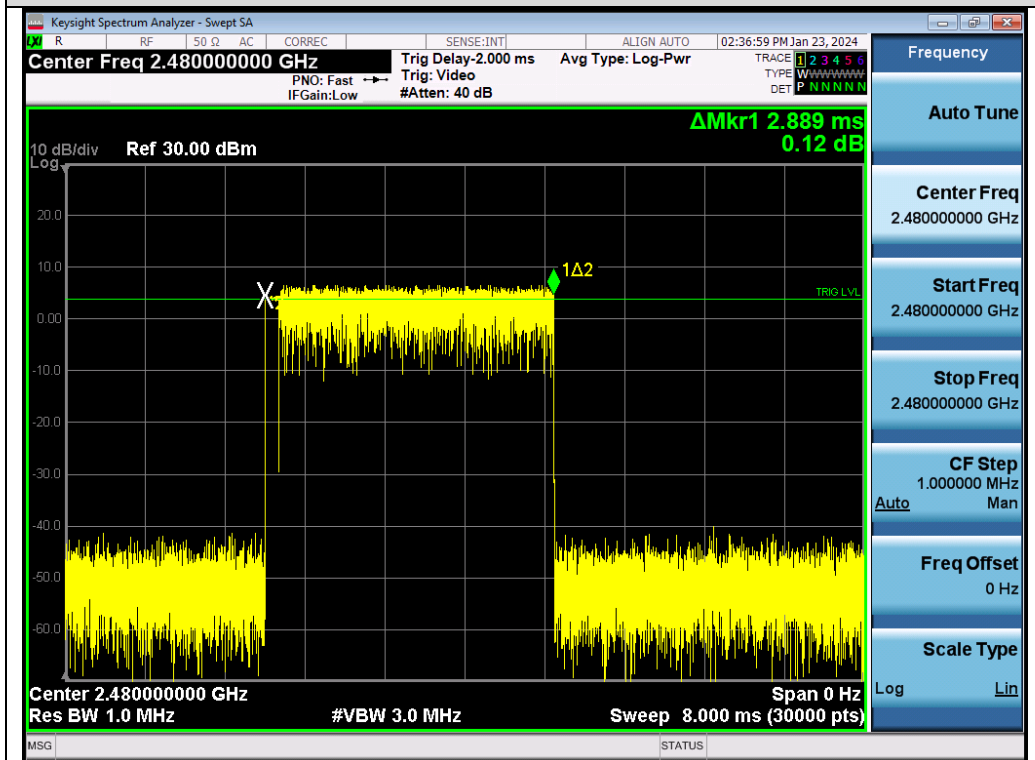 Keysight Spectrum Analyzer - Swept SA
LXI R RF 50 Ω AC CORREC SENSE:INT ALIGN AUTO 02:36:59 PM Jan 23, 2024
Center Freq 2.480000000 GHz
PNO: Fast
IFGain:Low
Trig Delay-2.000 ms
Trig: Video
#Atten: 40 dB
Avg Type: Log-Pwr
TRACE 1 2 3 4 5 6
TYPE WWWWWWW
DET P N N N N N
ΔMkr1 2.889 ms
0.12 dB
10 dB/div Ref 30.00 dBm
Log
20.0
10.0
0.00
-10.0
-20.0
-30.0
-40.0
-50.0
-60.0
X
1Δ2
TRIG LVL
Center 2.480000000 GHz Span 0 Hz
Res BW 1.0 MHz #VBW 3.0 MHz Sweep 8.000 ms (30000 pts)
MSG STATUS
Frequency
Auto Tune
Center Freq
2.480000000 GHz
Start Freq
2.480000000 GHz
Stop Freq
2.480000000 GHz
CF Step
1.000000 MHz
Auto Man
Freq Offset
0 Hz
Scale Type
Log Lin